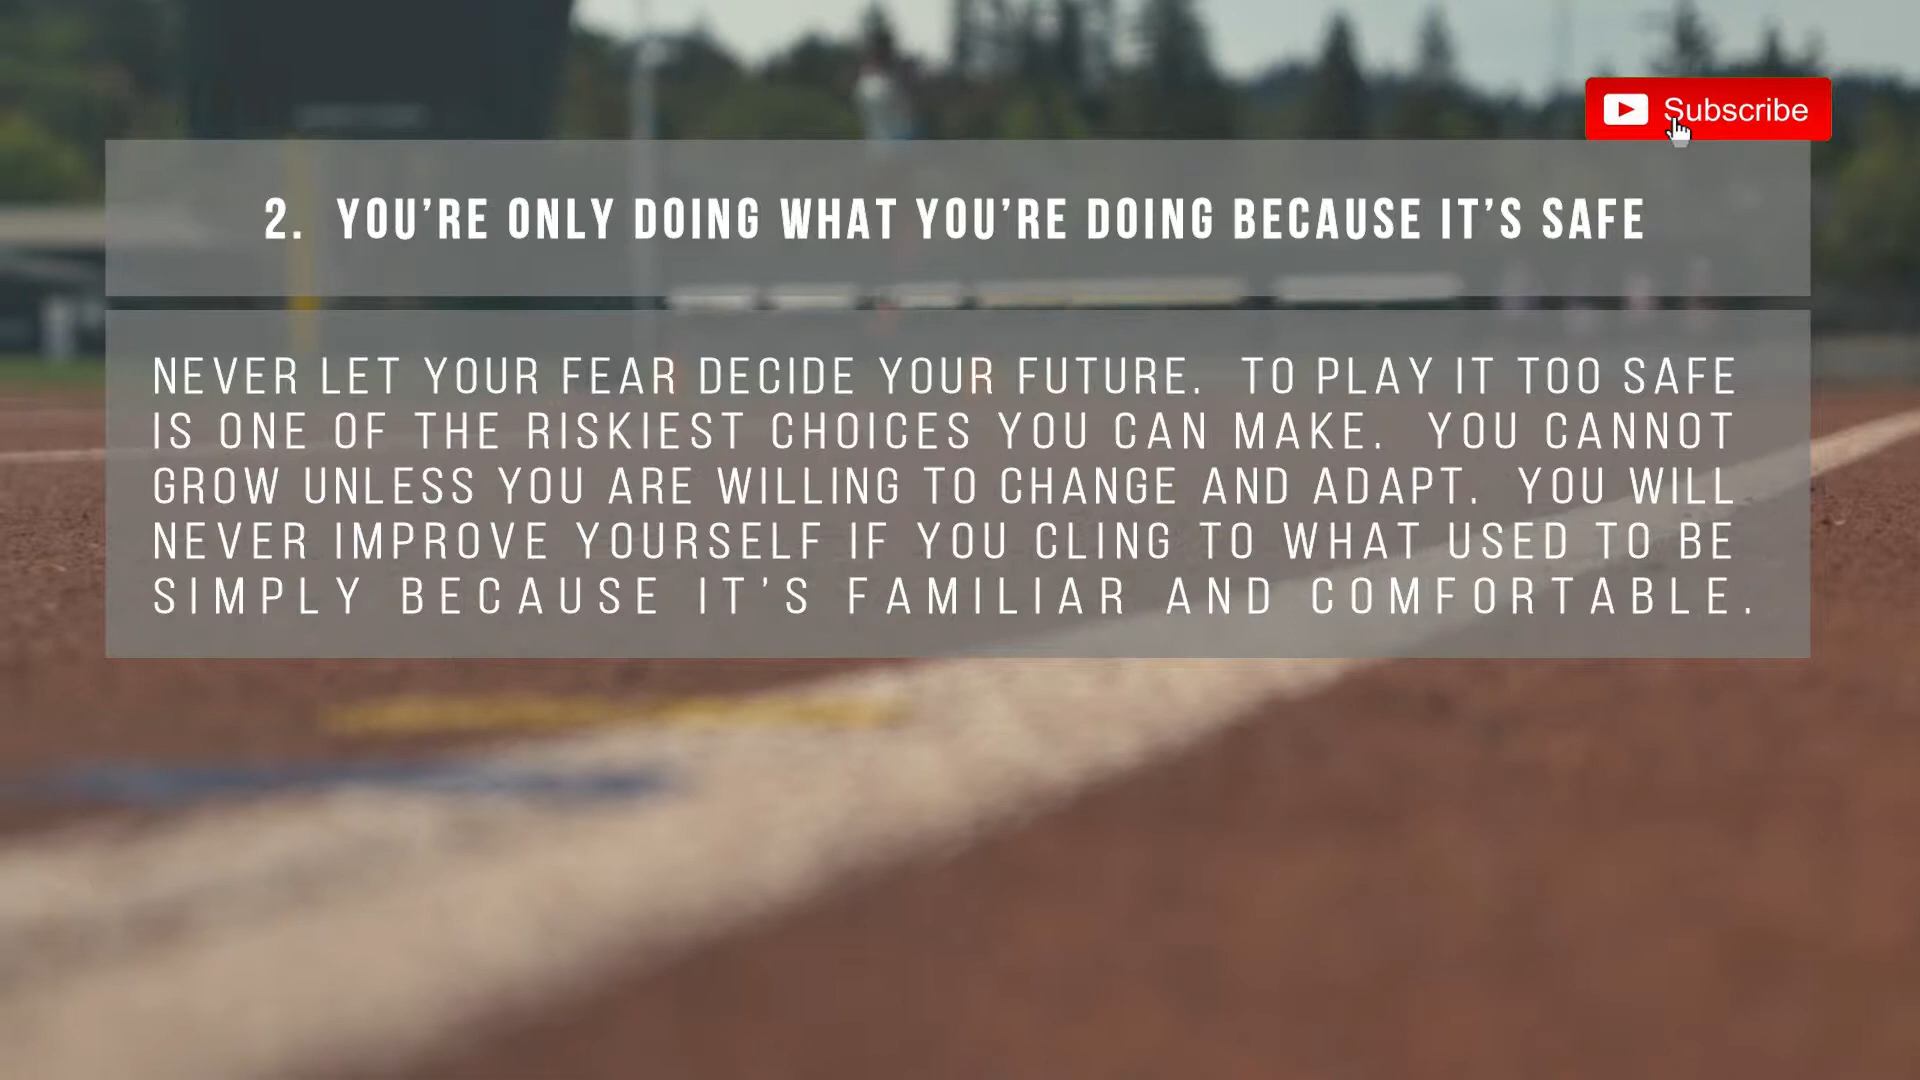 Subscribe
2. YOU’RE ONLY DOING WHAT YOU’RE DOING BECAUSE IT’S SAFE
NEVER LET YOUR FEAR DECIDE YOUR FUTURE. TO PLAY IT TOO SAFE
IS ONE OF THE RISKIEST CHOICES YOU CAN MAKE. YOU CANNOT
GROW UNLESS YOU ARE WILLING TO CHANGE AND ADAPT. YOU WILL
NEVER IMPROVE YOURSELF IF YOU CLING TO WHAT USED TO BE
SIMPLY BECAUSE IT’S FAMILIAR AND COMFORTABLE.